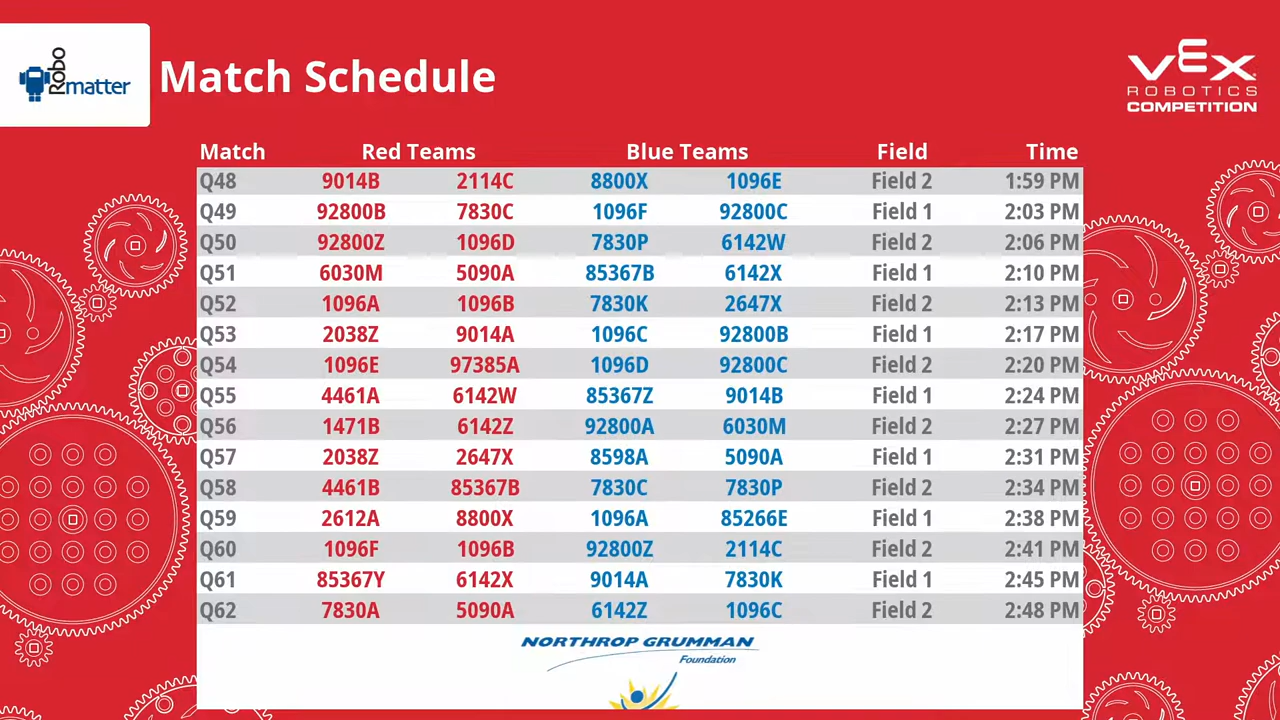 Robo
matter
Match Schedule
VEX
ROBOTICS
COMPETITION
Match Red Teams Blue Teams Field Time
Q48 9014B 2114C 8800X 1096E Field 2 1:59 PM
Q49 92800B 7830C 1096F 92800C Field 1 2:03 PM
Q50 92800Z 1096D 7830P 6142W Field 2 2:06 PM
Q51 6030M 5090A 85367B 6142X Field 1 2:10 PM
Q52 1096A 1096B 7830K 2647X Field 2 2:13 PM
Q53 2038Z 9014A 1096C 92800B Field 1 2:17 PM
Q54 1096E 97385A 1096D 92800C Field 2 2:20 PM
Q55 4461A 6142W 85367Z 9014B Field 1 2:24 PM
Q56 1471B 6142Z 92800A 6030M Field 2 2:27 PM
Q57 2038Z 2647X 8598A 5090A Field 1 2:31 PM
Q58 4461B 85367B 7830C 7830P Field 2 2:34 PM
Q59 2612A 8800X 1096A 85266E Field 1 2:38 PM
Q60 1096F 1096B 92800Z 2114C Field 2 2:41 PM
Q61 85367Y 6142X 9014A 7830K Field 1 2:45 PM
Q62 7830A 5090A 6142Z 1096C Field 2 2:48 PM
NORTHROP GRUMMAN
Foundation